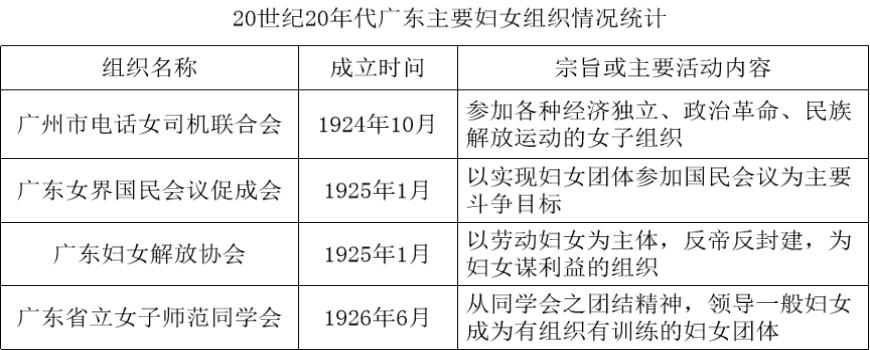 20世纪20年代广东主要妇女组织情况统计
组织名称 成立时间 宗旨或主要活动内容
广州市电话女司机联合会 1924年10月 参加各种经济独立、政治革命、民族
解放运动的女子组织
广东女界国民会议促成会 1925年1月 以实现妇女团体参加国民会议为主要
斗争目标
广东妇女解放协会 1925年1月 以劳动妇女为主体，反帝反封建，为
妇女谋利益的组织
广东省立女子师范同学会 1926年6月 从同学会之团结精神，领导一般妇女
成为有组织有训练的妇女团体